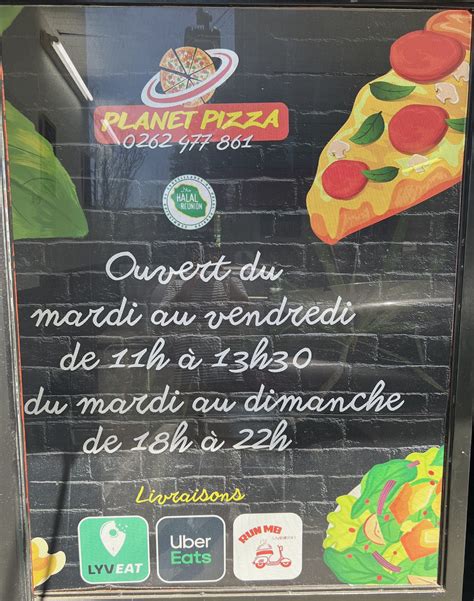 PLANET PIZZA
0262 477 861
HALAL
RÉUNION
Ouvert du
mardi au vendredi
de 11h à 13h30
du mardi au dimanche
de 18h à 22h
Livraisons
LYVEAT
Uber
Eats
RUN MB